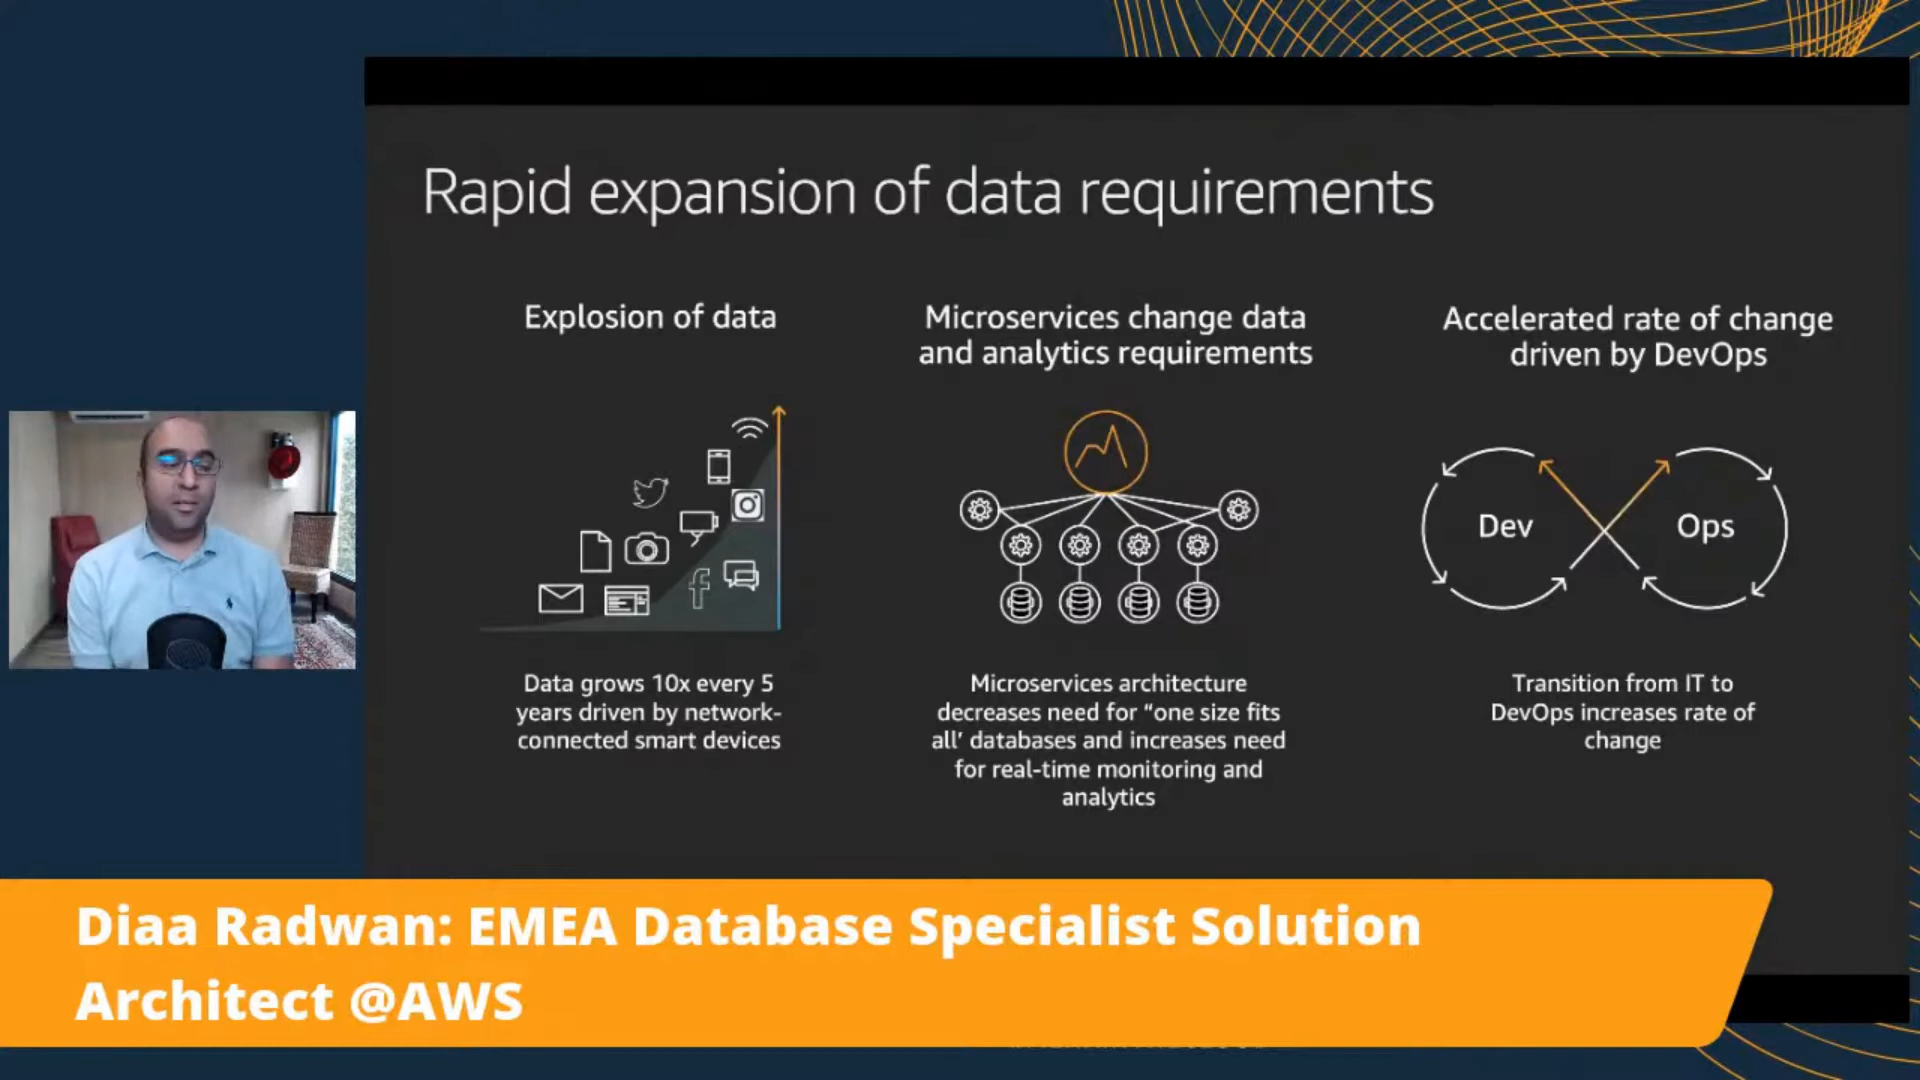 Rapid expansion of data requirements
Explosion of data
Data grows 10x every 5
years driven by network-
connected smart devices
Microservices change data
and analytics requirements
Microservices architecture
decreases need for “one size fits
all’ databases and increases need
for real-time monitoring and
analytics
Accelerated rate of change
driven by DevOps
Dev
Ops
Transition from IT to
DevOps increases rate of
change
Diaa Radwan: EMEA Database Specialist Solution
Architect @AWS